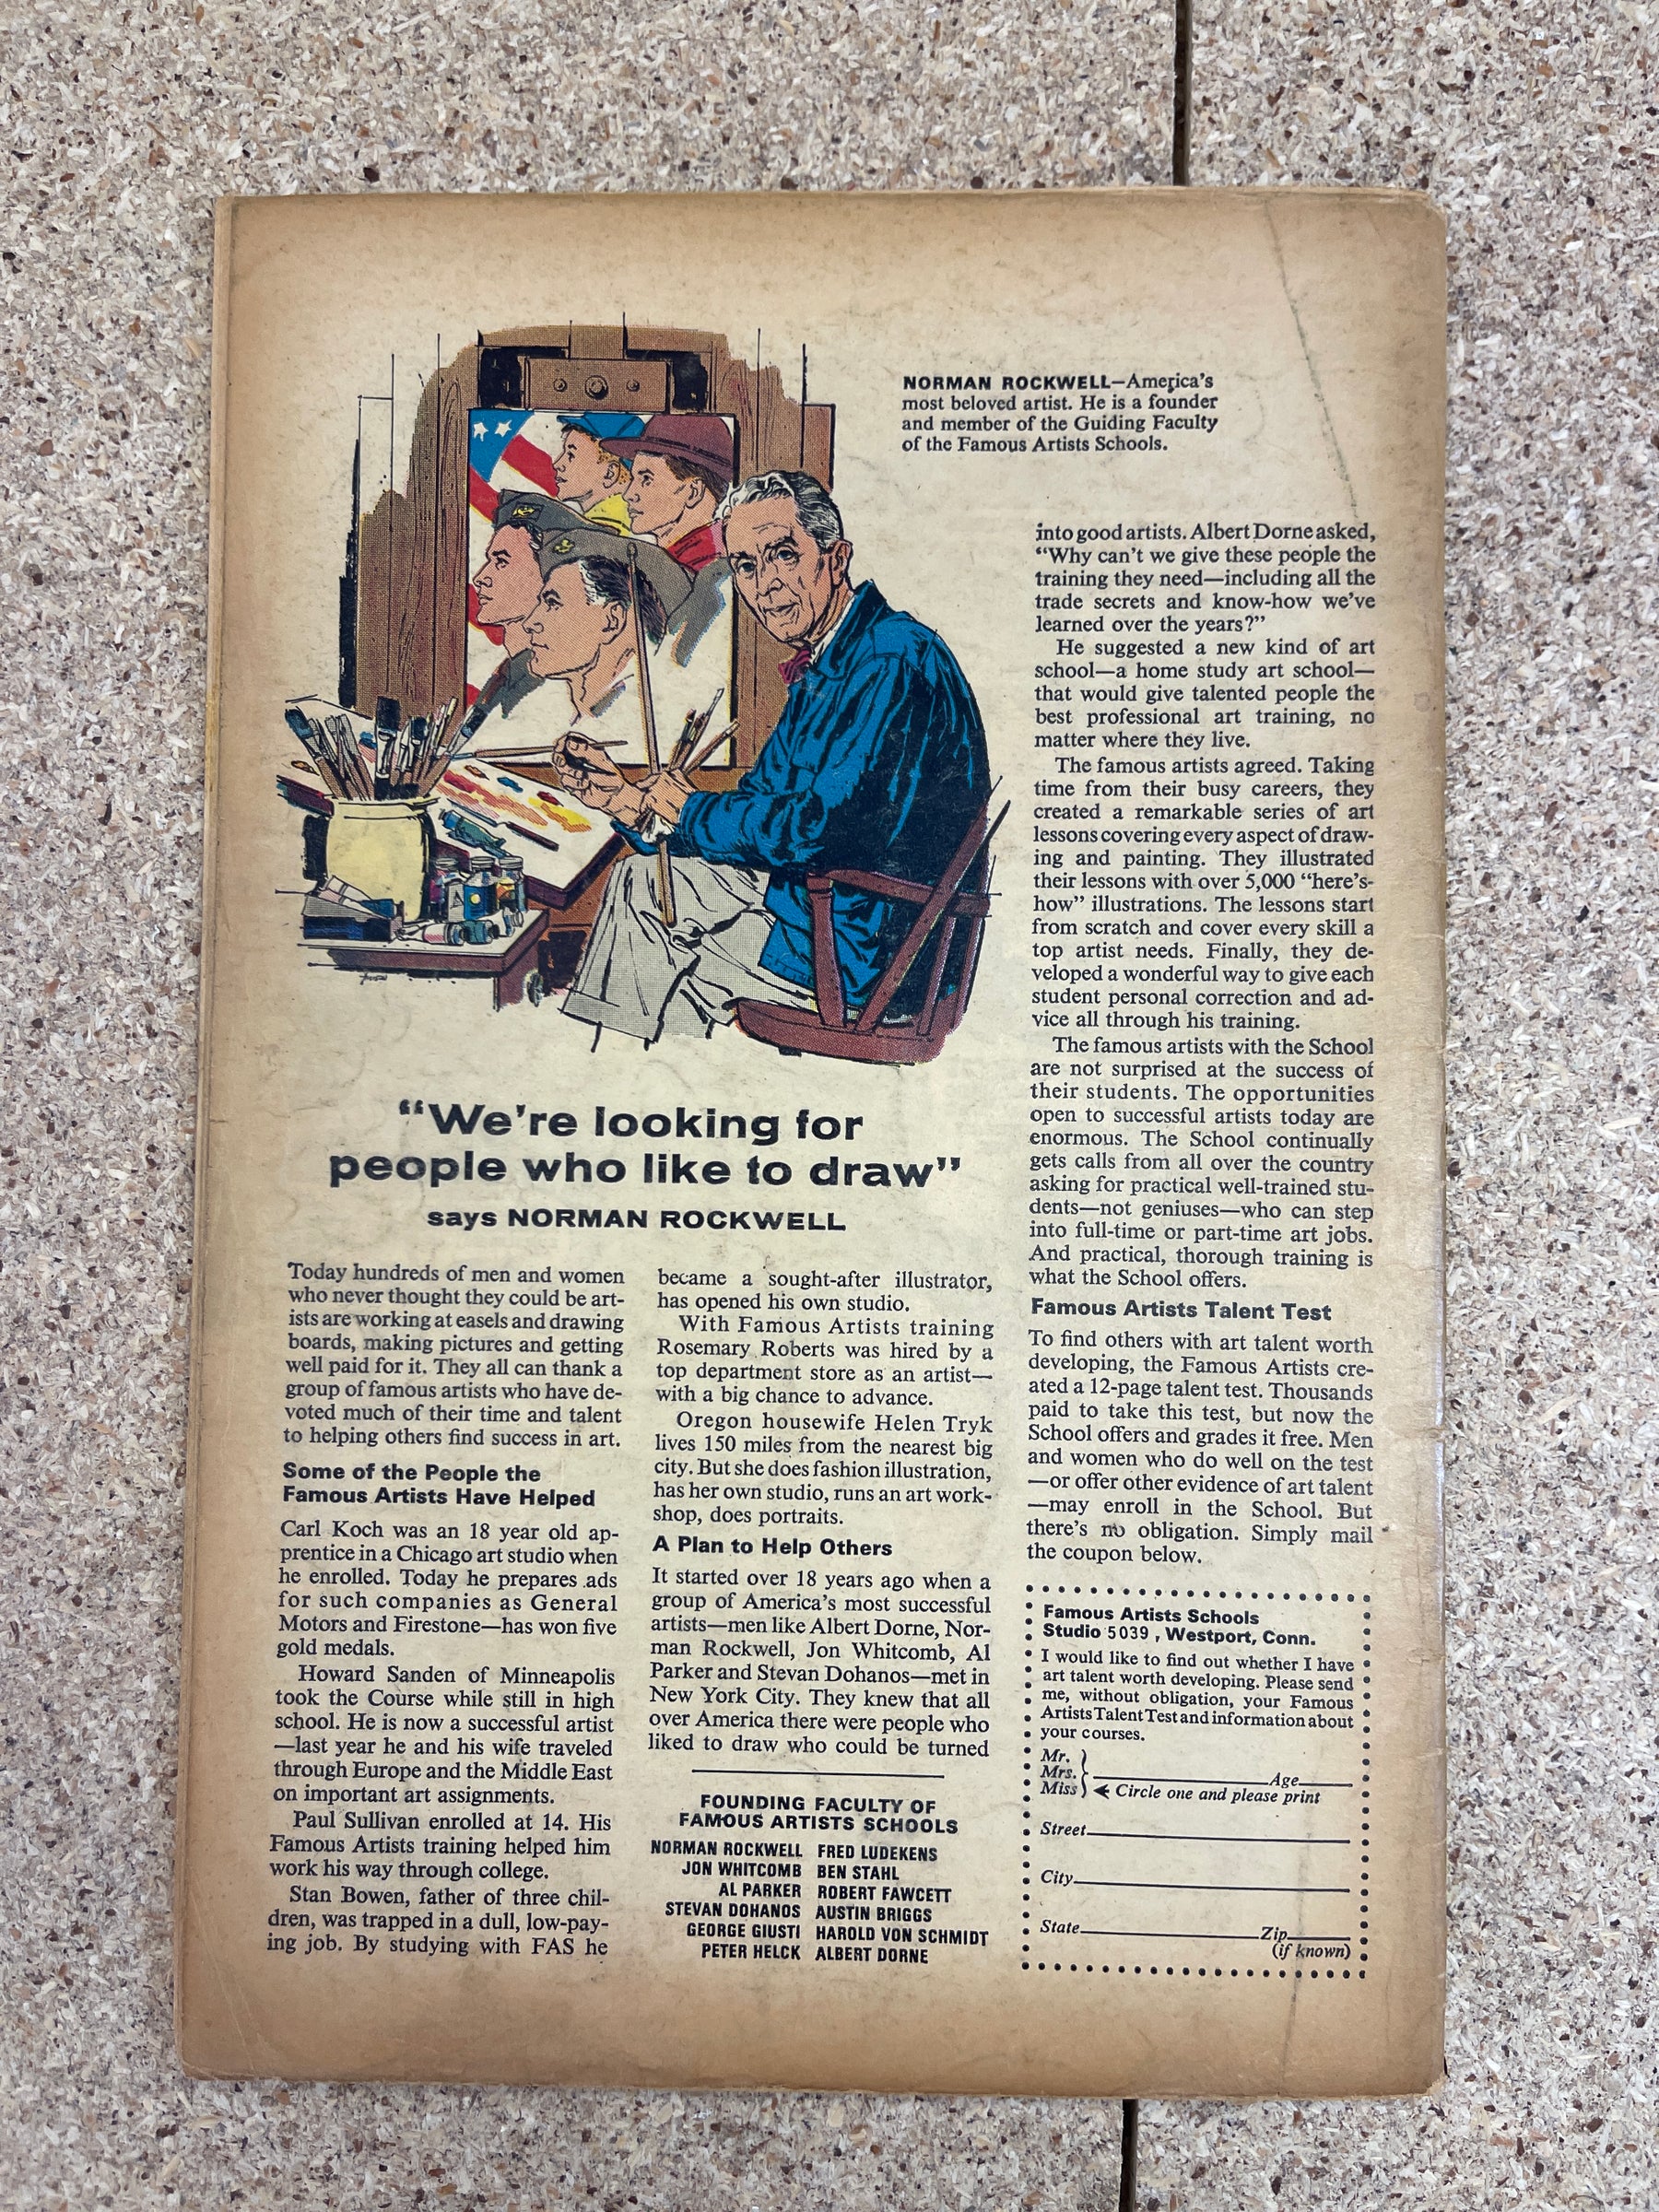 NORMAN ROCKWELL—America's
most beloved artist. He is a founder
and member of the Guiding Faculty
of the Famous Artists Schools.
"We're looking for
people who like to draw"
says NORMAN ROCKWELL
Today hundreds of men and women
who never thought they could be art-
ists are working at easels and drawing
boards, making pictures and getting
well paid for it. They all can thank a
group of famous artists who have de-
voted much of their time and talent
to helping others find success in art.
Some of the People the
Famous Artists Have Helped
Carl Koch was an 18 year old ap-
prentice in a Chicago art studio when
he enrolled. Today he prepares ads
for such companies as General
Motors and Firestone—has won five
gold medals.
Howard Sanden of Minneapolis
took the Course while still in high
school. He is now a successful artist
—last year he and his wife traveled
through Europe and the Middle East
on important art assignments.
Paul Sullivan enrolled at 14. His
Famous Artists training helped him
work his way through college.
Stan Bowen, father of three chil-
dren, was trapped in a dull, low-pay-
ing job. By studying with FAS he
became a sought-after illustrator,
has opened his own studio.
With Famous Artists training
Rosemary Roberts was hired by a
top department store as an artist—
with a big chance to advance.
Oregon housewife Helen Tryk
lives 150 miles from the nearest big
city. But she does fashion illustration,
has her own studio, runs an art work-
shop, does portraits.
A Plan to Help Others
It started over 18 years ago when a
group of America's most successful
artists—men like Albert Dorne, Nor-
man Rockwell, Jon Whitcomb, Al
Parker and Stevan Dohanos—met in
New York City. They knew that all
over America there were people who
liked to draw who could be turned
into good artists. Albert Dorne asked,
"Why can't we give these people the
training they need—including all the
trade secrets and know-how we've
learned over the years?"
He suggested a new kind of art
school—a home study art school—
that would give talented people the
best professional art training, no
matter where they live.
The famous artists agreed. Taking
time from their busy careers, they
created a remarkable series of art
lessons covering every aspect of draw-
ing and painting. They illustrated
their lessons with over 5,000 "here's-
how" illustrations. The lessons start
from scratch and cover every skill a
top artist needs. Finally, they de-
veloped a wonderful way to give each
student personal correction and ad-
vice all through his training.
The famous artists with the School
are not surprised at the success of
their students. The opportunities
open to successful artists today are
enormous. The School continually
gets calls from all over the country
asking for practical well-trained stu-
dents—not geniuses—who can step
into full-time or part-time art jobs.
And practical, thorough training is
what the School offers.
Famous Artists Talent Test
To find others with art talent worth
developing, the Famous Artists cre-
ated a 12-page talent test. Thousands
paid to take this test, but now the
School offers and grades it free. Men
and women who do well on the test
—or offer other evidence of art talent
—may enroll in the School. But
there's no obligation. Simply mail
the coupon below.
FOUNDING FACULTY OF
FAMOUS ARTISTS SCHOOLS
NORMAN ROCKWELL FRED LUDEKENS
JON WHITCOMB BEN STAHL
AL PARKER ROBERT FAWCETT
STEVAN DOHANOS AUSTIN BRIGGS
GEORGE GIUSTI HAROLD VON SCHMIDT
PETER HELCK ALBERT DORNE
Famous Artists Schools
Studio 5039, Westport, Conn.
I would like to find out whether I have
art talent worth developing. Please send
me, without obligation, your Famous
Artists Talent Test and information about
your courses.
Mr.
Mrs. Age
Miss Circle one and please print
Street
City
State Zip
(if known)